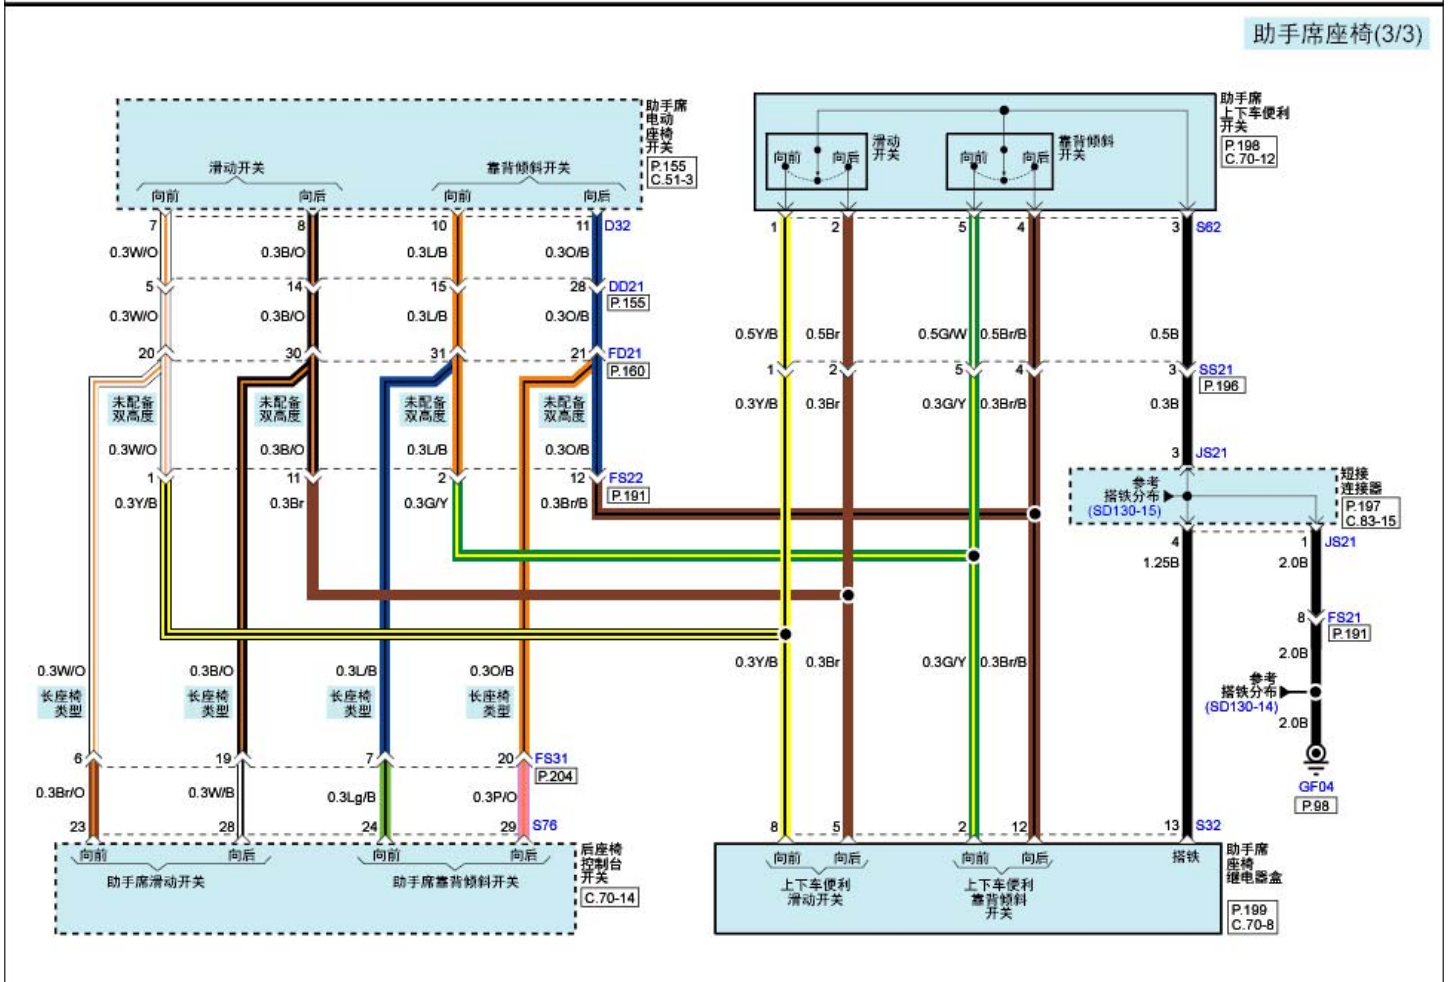 助手席座椅(3/3)
助手席
电动
座椅
开关
P.155
C.51-3
滑动开关
靠背倾斜开关
向前
向后
向前
向后
7
8
10
11
D32
0.3W/O
0.3B/O
0.3L/B
0.3O/B
5
14
15
28
DD21
P.155
0.3W/O
0.3B/O
0.3L/B
0.3O/B
20
30
31
21
FD21
P.160
未配备
双高度
未配备
双高度
未配备
双高度
未配备
双高度
0.3W/O
0.3B/O
0.3L/B
0.3O/B
1
11
2
12
FS22
P.191
0.3Y/B
0.3Br
0.3G/Y
0.3Br/B
0.3W/O
0.3B/O
0.3L/B
0.3O/B
长座椅
类型
长座椅
类型
长座椅
类型
长座椅
类型
6
19
7
20
FS31
P.204
0.3Br/O
0.3W/B
0.3Lg/B
0.3P/O
23
28
24
29
S76
向前
向后
向前
向后
助手席滑动开关
助手席靠背倾斜开关
后座椅
控制台
开关
C.70-14
助手席
上下车便利
开关
P.198
C.70-12
向前
向后
滑动
开关
向前
向后
靠背倾斜
开关
1
2
5
4
3
S62
0.5Y/B
0.5Br
0.5G/W
0.5Br/B
0.5B
1
2
5
4
3
SS21
P.196
0.3Y/B
0.3Br
0.3G/Y
0.3Br/B
0.3B
3
JS21
短接
连接器
P.197
C.83-15
参考
搭铁分布
(SD130-15)
4
1
JS21
1.25B
2.0B
8
FS21
P.191
2.0B
参考
搭铁分布
(SD130-14)
2.0B
GF04
P.98
0.3Y/B
0.3Br
0.3G/Y
0.3Br/B
8
5
2
12
13
S32
向前
向后
向前
向后
搭铁
上下车便利
滑动开关
上下车便利
靠背倾斜
开关
助手席
座椅
继电器盒
P.199
C.70-8